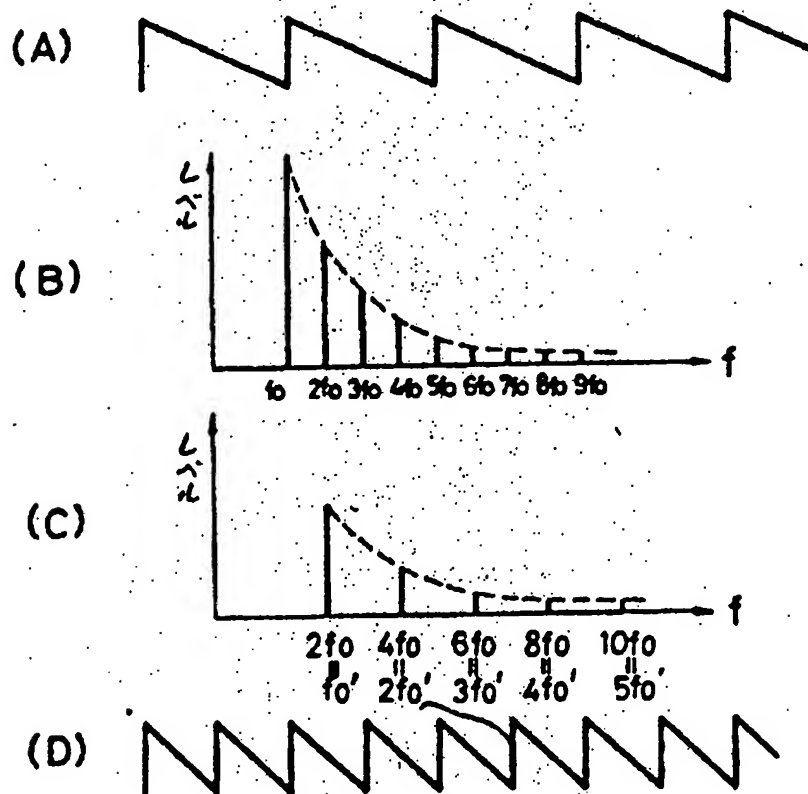 (A)
(B)
f
fo 2fo 3fo 4fo 5fo 6fo 7fo 8fo 9fo
(C)
f
2fo 4fo 6fo 8fo 10fo
= = = = =
fo' 2fo' 3fo' 4fo' 5fo'
(D)